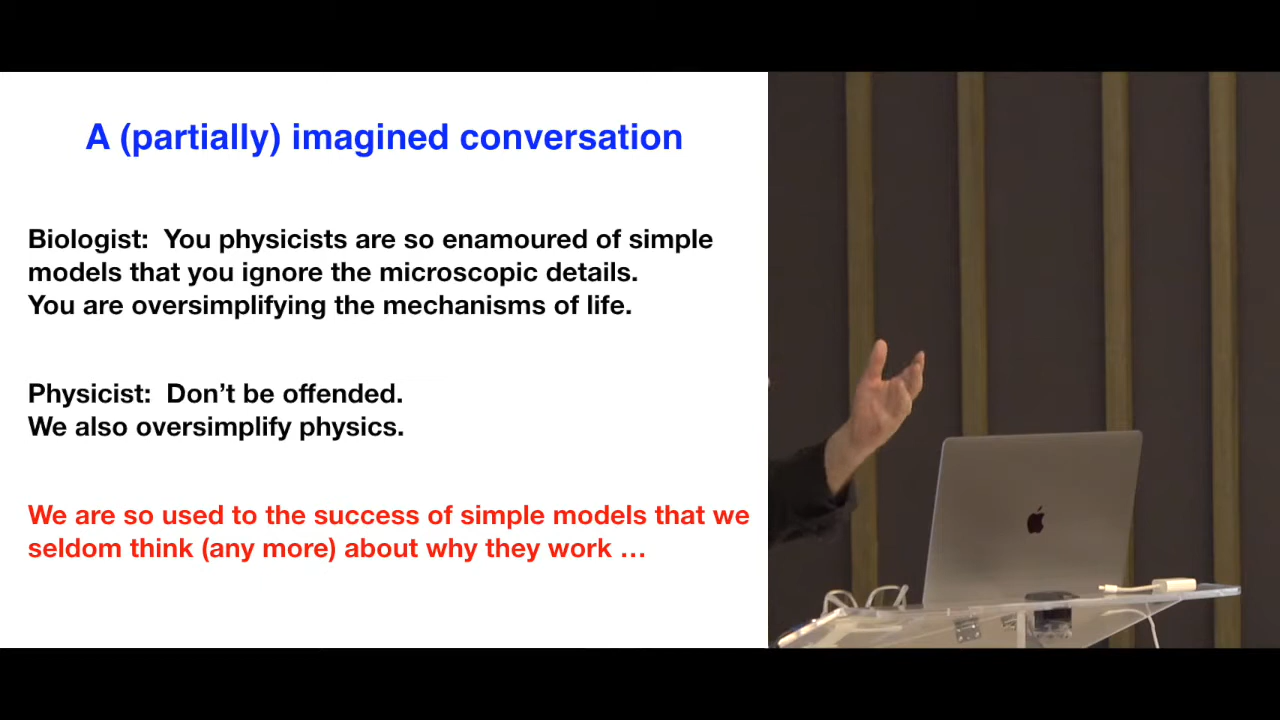 A (partially) imagined conversation
Biologist:  You physicists are so enamoured of simple
models that you ignore the microscopic details.
You are oversimplifying the mechanisms of life.
Physicist:  Don’t be offended.
We also oversimplify physics.
We are so used to the success of simple models that we
seldom think (any more) about why they work …